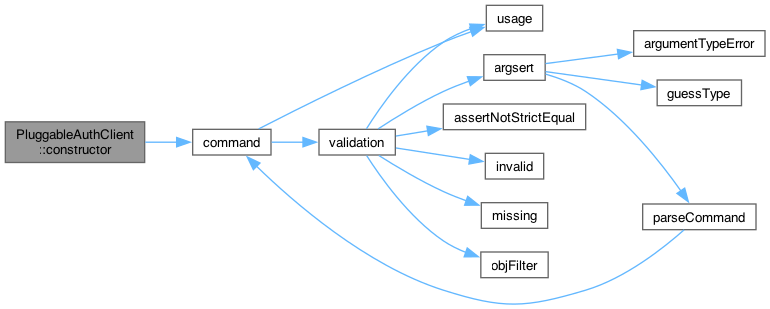 PluggableAuthClient
::constructor
command
usage
validation
argsert
argumentTypeError
guessType
parseCommand
assertNotStrictEqual
invalid
missing
objFilter